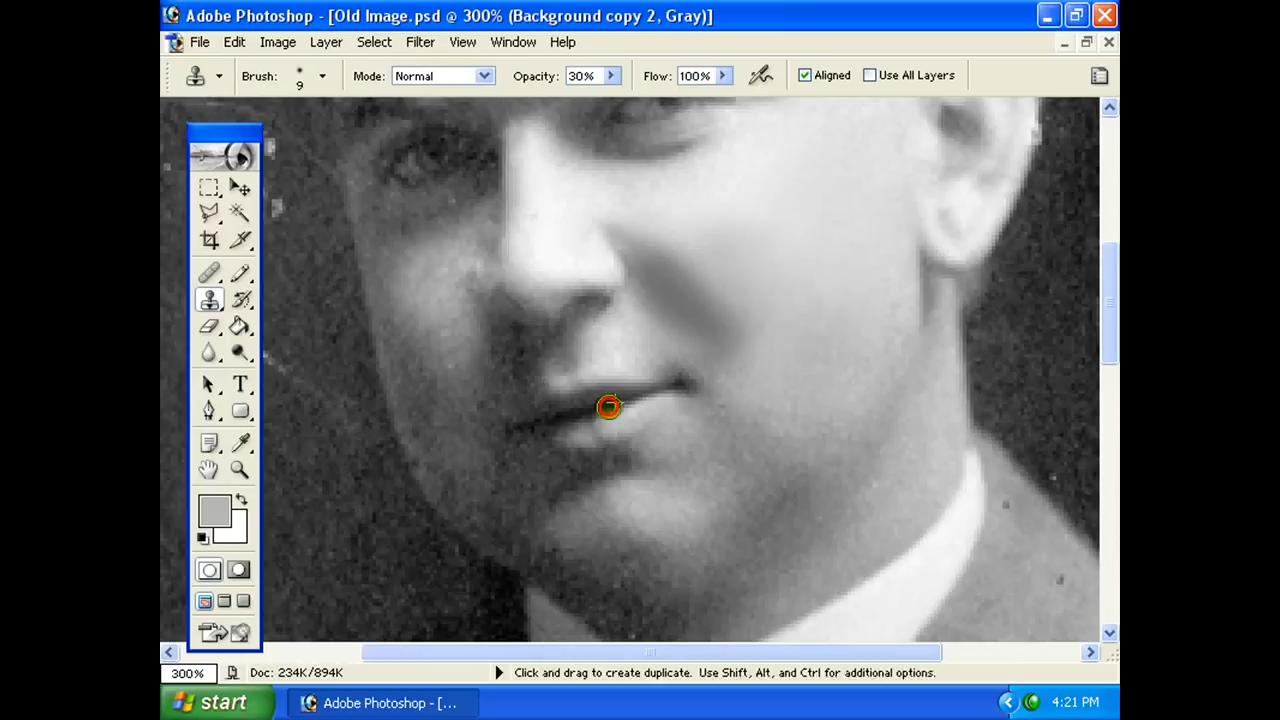 Adobe Photoshop - [Old Image.psd @ 300% (Background copy 2, Gray)]
File Edit Image Layer Select Filter View Window Help
Brush: 9 Mode: Normal Opacity: 30% Flow: 100% Aligned Use All Layers
T
300% Doc: 234K/894K Click and drag to create duplicate. Use Shift, Alt, and Ctrl for additional options.
start Adobe Photoshop - [... 4:21 PM